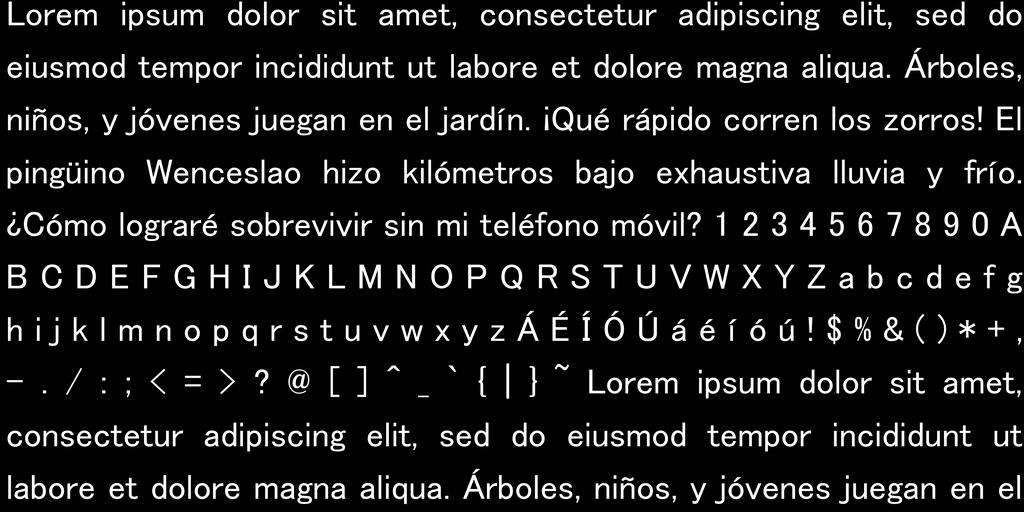 Lorem ipsum dolor sit amet, consectetur adipiscing elit, sed do
eiusmod tempor incididunt ut labore et dolore magna aliqua. Árboles,
niños, y jóvenes juegan en el jardín. ¡Qué rápido corren los zorros! El
pingüino Wenceslao hizo kilómetros bajo exhaustiva lluvia y frío.
¿Cómo lograré sobrevivir sin mi teléfono móvil? 1 2 3 4 5 6 7 8 9 0 A
B C D E F G H I J K L M N O P Q R S T U V W X Y Z a b c d e f g
h i j k l m n o p q r s t u v w x y z Á É Í Ó Ú á é í ó ú ! $ % & ( ) * + ,
- . / : ; < = > ? @ [ ] ^ _ ` { | } ~ Lorem ipsum dolor sit amet,
consectetur adipiscing elit, sed do eiusmod tempor incididunt ut
labore et dolore magna aliqua. Árboles, niños, y jóvenes juegan en el